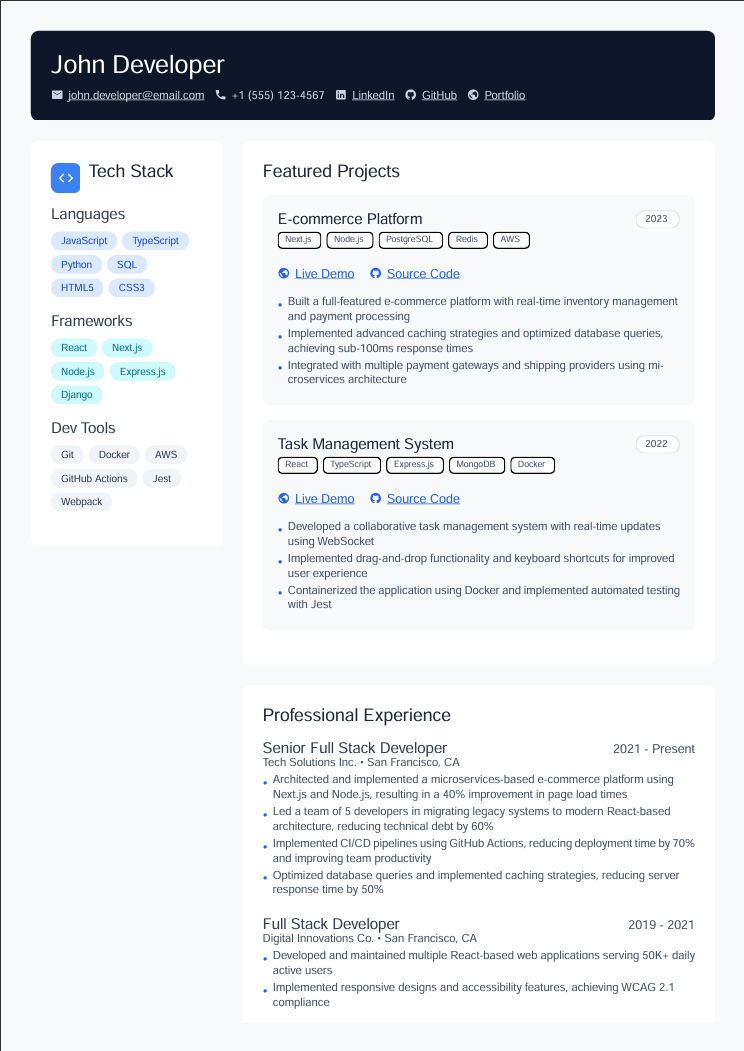 John Developer
john.developer@email.com +1 (555) 123-4567 LinkedIn GitHub Portfolio
Tech Stack
Languages
JavaScript TypeScript
Python SQL
HTML5 CSS3
Frameworks
React Next.js
Node.js Express.js
Django
Dev Tools
Git Docker AWS
GitHub Actions Jest
Webpack
Featured Projects
E-commerce Platform 2023
Next.js Node.js PostgreSQL Redis AWS
Live Demo Source Code
• Built a full-featured e-commerce platform with real-time inventory management
and payment processing
• Implemented advanced caching strategies and optimized database queries,
achieving sub-100ms response times
• Integrated with multiple payment gateways and shipping providers using mi-
croservices architecture
Task Management System 2022
React TypeScript Express.js MongoDB Docker
Live Demo Source Code
• Developed a collaborative task management system with real-time updates
using WebSocket
• Implemented drag-and-drop functionality and keyboard shortcuts for improved
user experience
• Containerized the application using Docker and implemented automated testing
with Jest
Professional Experience
Senior Full Stack Developer 2021 - Present
Tech Solutions Inc. • San Francisco, CA
• Architected and implemented a microservices-based e-commerce platform using
Next.js and Node.js, resulting in a 40% improvement in page load times
• Led a team of 5 developers in migrating legacy systems to modern React-based
architecture, reducing technical debt by 60%
• Implemented CI/CD pipelines using GitHub Actions, reducing deployment time by 70%
and improving team productivity
• Optimized database queries and implemented caching strategies, reducing server
response time by 50%
Full Stack Developer 2019 - 2021
Digital Innovations Co. • San Francisco, CA
• Developed and maintained multiple React-based web applications serving 50K+ daily
active users
• Implemented responsive designs and accessibility features, achieving WCAG 2.1
compliance